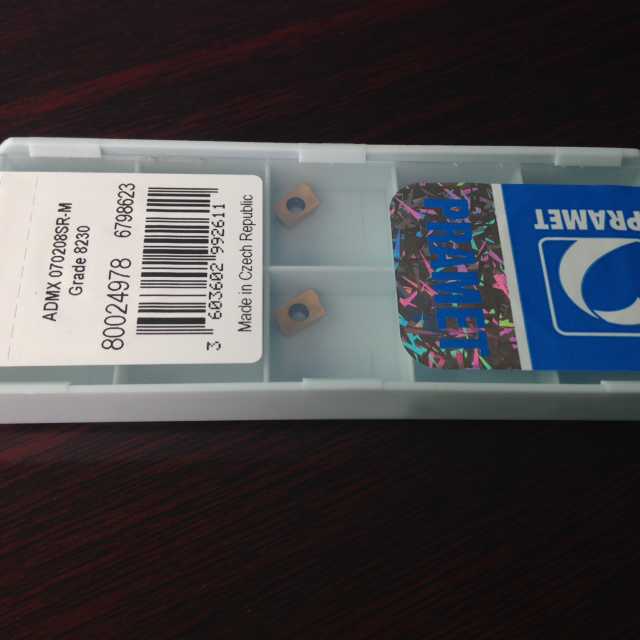 ADMX 070208SR-M
Grade 8230
80024978 6798623
3 603602 992611
Made in Czech Republic
PRAMET
PRAMET